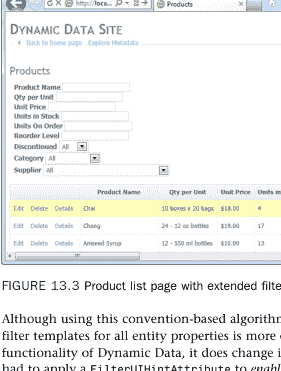 http://loca...
Products
DYNAMIC DATA SITE
Back to home page Explore Metadata
Products
Product Name
Qty per Unit
Unit Price
Units in Stock
Units On Order
Reorder Level
Discontinued All
Category All
Supplier All
Product Name Qty per Unit Unit Price Units in
Edit Delete Details Chai 10 boxes x 20 bags $18.00 4
Edit Delete Details Chang 24 - 12 oz bottles $19.00 17
Edit Delete Details Aniseed Syrup 12 - 550 ml bottles $10.00 13
FIGURE 13.3 Product list page with extended filte
Although using this convention-based algorithm
filter templates for all entity properties is more
functionality of Dynamic Data, it does change i
had to apply a FilterUIHintAttribute to enabl